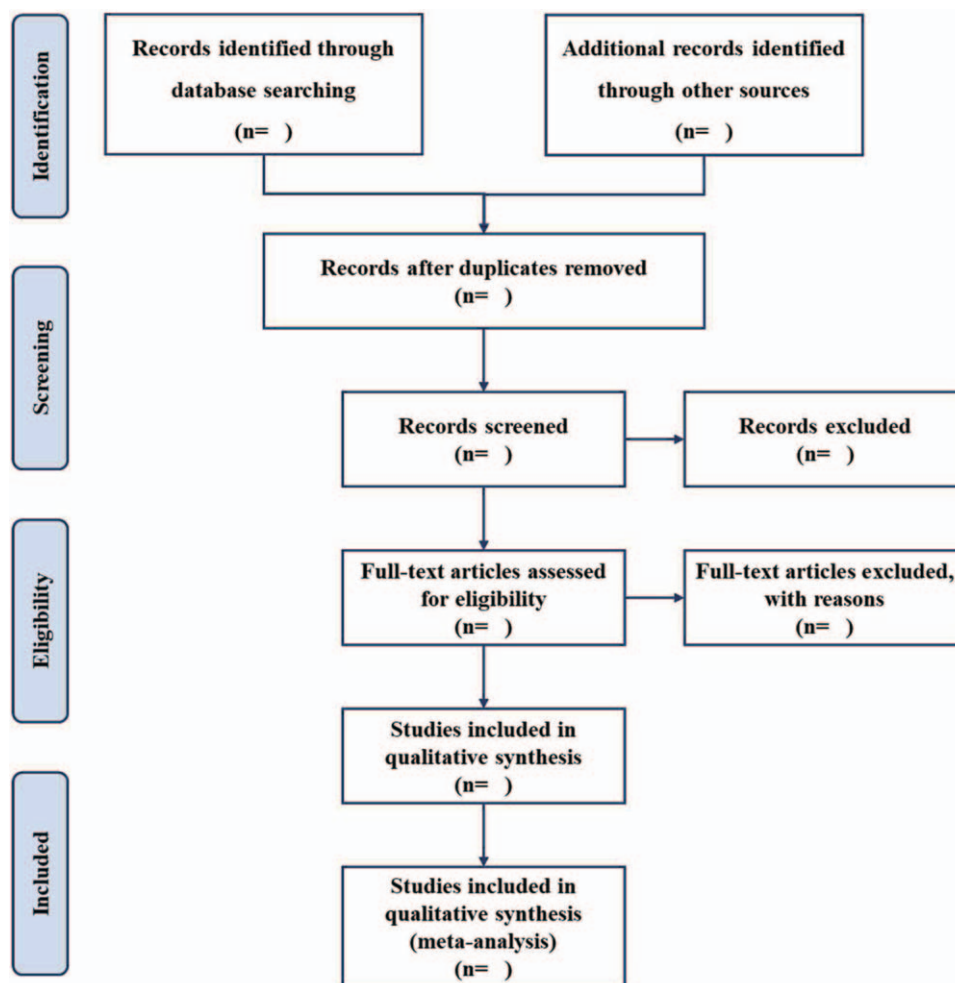 Identification
Records identified through
database searching
(n=  )
Additional records identified
through other sources
(n=  )
Screening
Records after duplicates removed
(n=  )
Records screened
(n=  )
Records excluded
(n=  )
Eligibility
Full-text articles assessed
for eligibility
(n=  )
Full-text articles excluded,
with reasons
(n=  )
Studies included in
qualitative synthesis
(n=  )
Included
Studies included in
qualitative synthesis
(meta-analysis)
(n=  )